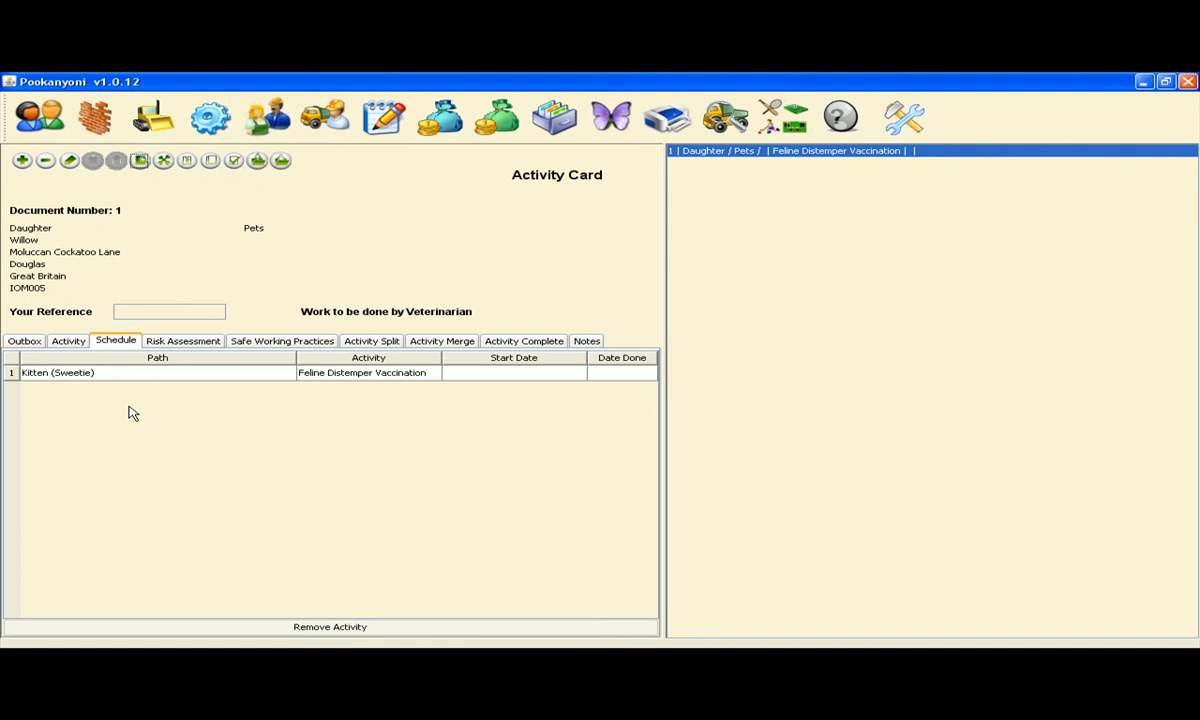 Pookanyoni v1.0.12
Activity Card
Document Number: 1
Daughter Pets
Willow
Moluccan Cockatoo Lane
Douglas
Great Britain
IOM005
Your Reference Work to be done by Veterinarian
Outbox Activity Schedule Risk Assessment Safe Working Practices Activity Split Activity Merge Activity Complete Notes
Path Activity Start Date Date Done
1 Kitten (Sweetie) Feline Distemper Vaccination
Remove Activity
1 | Daughter / Pets / | Feline Distemper Vaccination | |